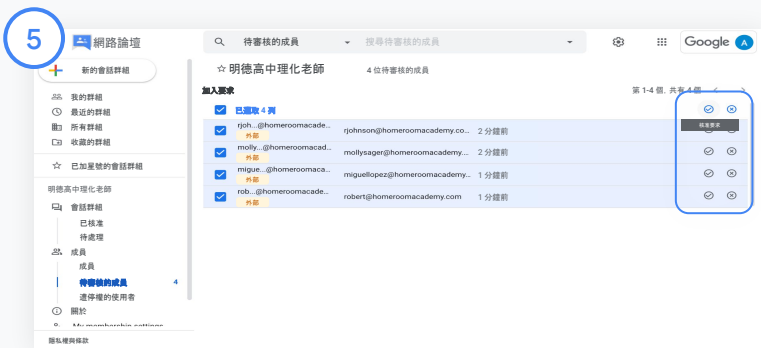 5
網路論壇
待審核的成員
搜尋待審核的成員
Google
A
新的會話群組
☆明德高中理化老師
4 位待審核的成員
加入要求
第 1-4 個, 共有 4 個
我的群組
最近的群組
所有群組
收藏的群組
已加星號的會話群組
明德高中理化老師
會話群組
已核准
待處理
成員
成員
待審核的成員 4
遭停權的使用者
關於
My membership settings
隱私權與條款
已選取 4 列
核准要求
rjoh...@homeroomacade...
外部
rjohnson@homeroomacademy.co... 2 分鐘前
molly...@homeroomacad...
外部
mollysager@homeroomacademy... 2 分鐘前
migue...@homeroomaca...
外部
miguellopez@homeroomacademy... 1 分鐘前
rob...@homeroomacade...
外部
robert@homeroomacademy.com 1 分鐘前